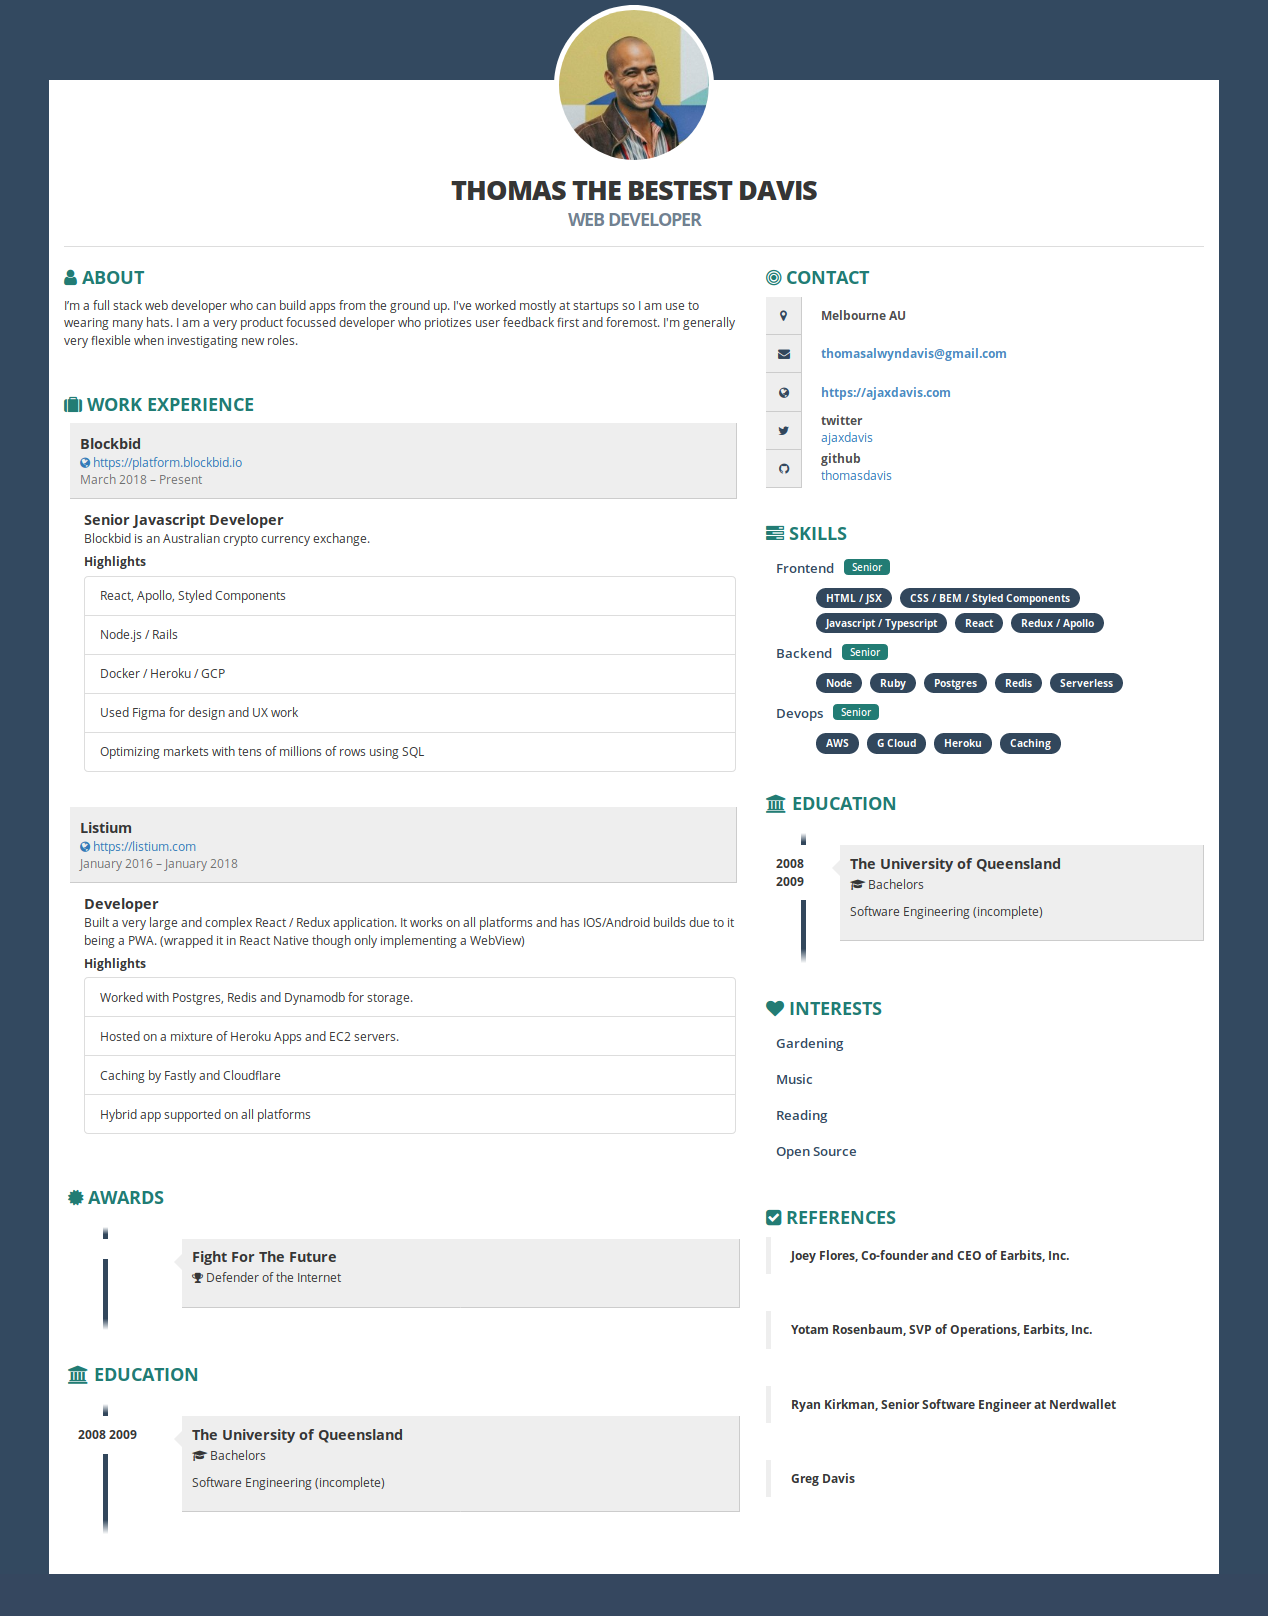 THOMAS THE BESTEST DAVIS
WEB DEVELOPER
ABOUT
I’m a full stack web developer who can build apps from the ground up. I've worked mostly at startups so I am use to
wearing many hats. I am a very product focussed developer who priotizes user feedback first and foremost. I'm generally
very flexible when investigating new roles.
WORK EXPERIENCE
Blockbid
https://platform.blockbid.io
March 2018 – Present
Senior Javascript Developer
Blockbid is an Australian crypto currency exchange.
Highlights
React, Apollo, Styled Components
Node.js / Rails
Docker / Heroku / GCP
Used Figma for design and UX work
Optimizing markets with tens of millions of rows using SQL
Listium
https://listium.com
January 2016 – January 2018
Developer
Built a very large and complex React / Redux application. It works on all platforms and has IOS/Android builds due to it
being a PWA. (wrapped it in React Native though only implementing a WebView)
Highlights
Worked with Postgres, Redis and Dynamodb for storage.
Hosted on a mixture of Heroku Apps and EC2 servers.
Caching by Fastly and Cloudflare
Hybrid app supported on all platforms
AWARDS
Fight For The Future
Defender of the Internet
EDUCATION
2008 2009
The University of Queensland
Bachelors
Software Engineering (incomplete)
CONTACT
Melbourne AU
thomasalwyndavis@gmail.com
https://ajaxdavis.com
twitter
ajaxdavis
github
thomasdavis
SKILLS
Frontend Senior
HTML / JSX CSS / BEM / Styled Components
Javascript / Typescript React Redux / Apollo
Backend Senior
Node Ruby Postgres Redis Serverless
Devops Senior
AWS G Cloud Heroku Caching
EDUCATION
2008
2009
The University of Queensland
Bachelors
Software Engineering (incomplete)
INTERESTS
Gardening
Music
Reading
Open Source
REFERENCES
Joey Flores, Co-founder and CEO of Earbits, Inc.
Yotam Rosenbaum, SVP of Operations, Earbits, Inc.
Ryan Kirkman, Senior Software Engineer at Nerdwallet
Greg Davis